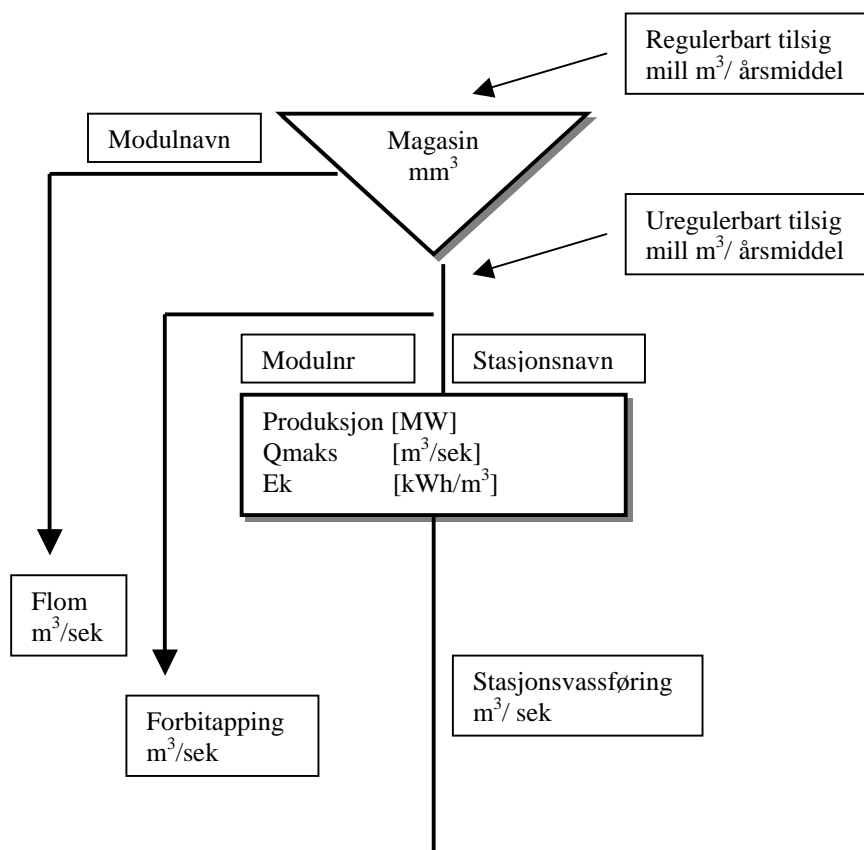 Regulerbart tilsig
mill m³/ årsmiddel
Modulnavn
Magasin
mm³
Uregulerbart tilsig
mill m³/ årsmiddel
Modulnr
Stasjonsnavn
Produksjon [MW]
Qmaks [m³/sek]
Ek [kWh/m³]
Flom
m³/sek
Stasjonsvassføring
m³/ sek
Forbitapping
m³/sek